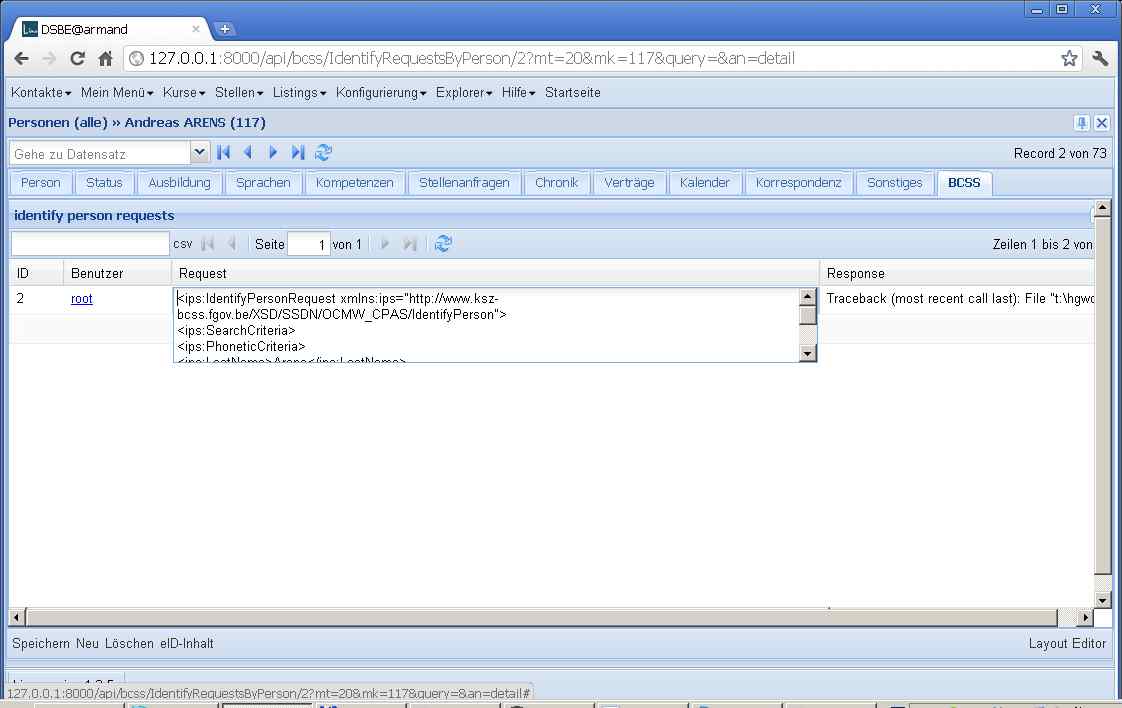 DSBE@armand
127.0.0.1:8000/api/bcss/IdentifyRequestsByPerson/2?mt=20&mk=117&query=&an=detail
Kontakte Mein Menü Kurse Stellen Listings Konfigurierung Explorer Hilfe Startseite
Personen (alle) » Andreas ARENS (117)
Gehe zu Datensatz Record 2 von 73
Person Status Ausbildung Sprachen Kompetenzen Stellenanfragen Chronik Verträge Kalender Korrespondenz Sonstiges BCSS
identify person requests
csv Seite 1 von 1 Zeilen 1 bis 2 von
ID Benutzer Request Response
2 root <ips:IdentifyPersonRequest xmlns:ips="http://www.ksz- Traceback (most recent call last): File "t:\hgwo
bcss.fgov.be/XSD/SSDN/OCMW_CPAS/IdentifyPerson">
<ips:SearchCriteria>
<ips:PhoneticCriteria>
<ips:LastName>Arens</ips:LastName>
Speichern Neu Löschen eID-Inhalt Layout Editor
127.0.0.1:8000/api/bcss/IdentifyRequestsByPerson/2?mt=20&mk=117&query=&an=detail#